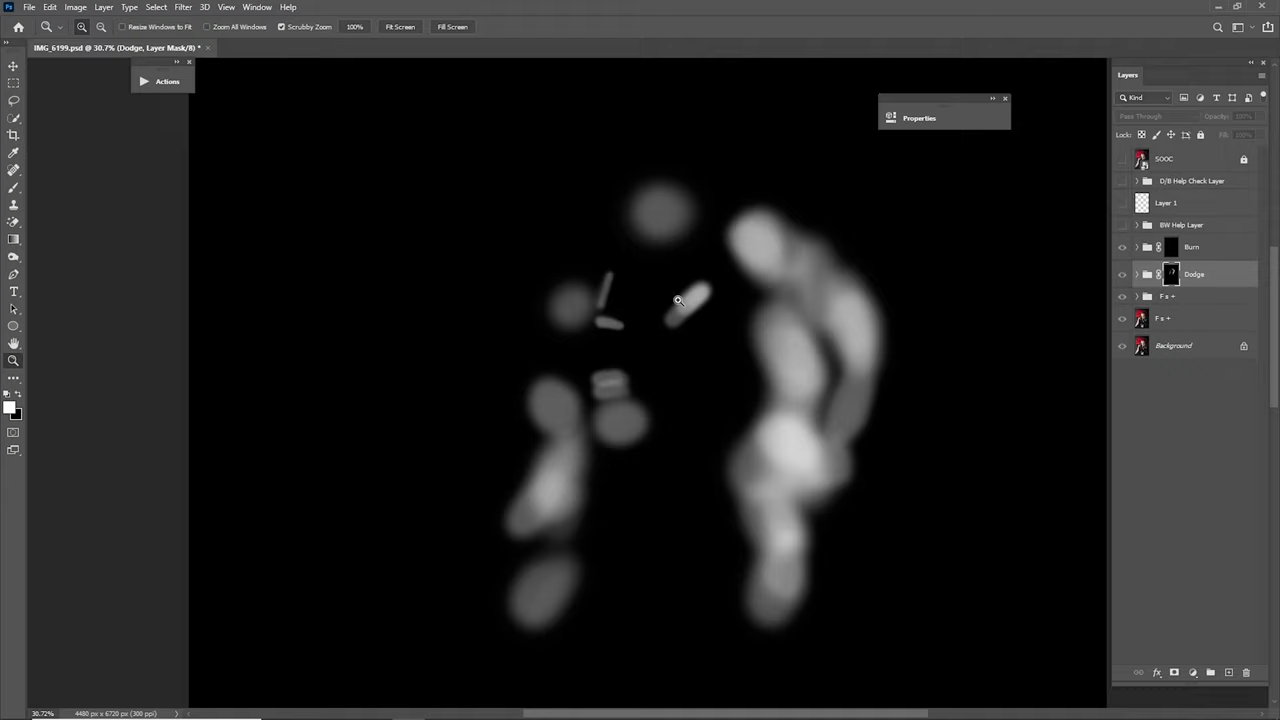 Ps File Edit Image Layer Type Select Filter 3D View Window Help
Resize Windows to Fit Zoom All Windows Scrubby Zoom 100% Fit Screen Fill Screen
IMG_6199.psd @ 30.7% (Dodge, Layer Mask/8) *
Actions
Properties
Layers
Kind
Pass Through Opacity: 100%
Lock: Fill: 100%
SOOC
D/B Help Check Layer
Layer 1
BW Help Layer
Burn
Dodge
F s +
F s +
Background
30.72% 4480 px x 6720 px (300 ppi)